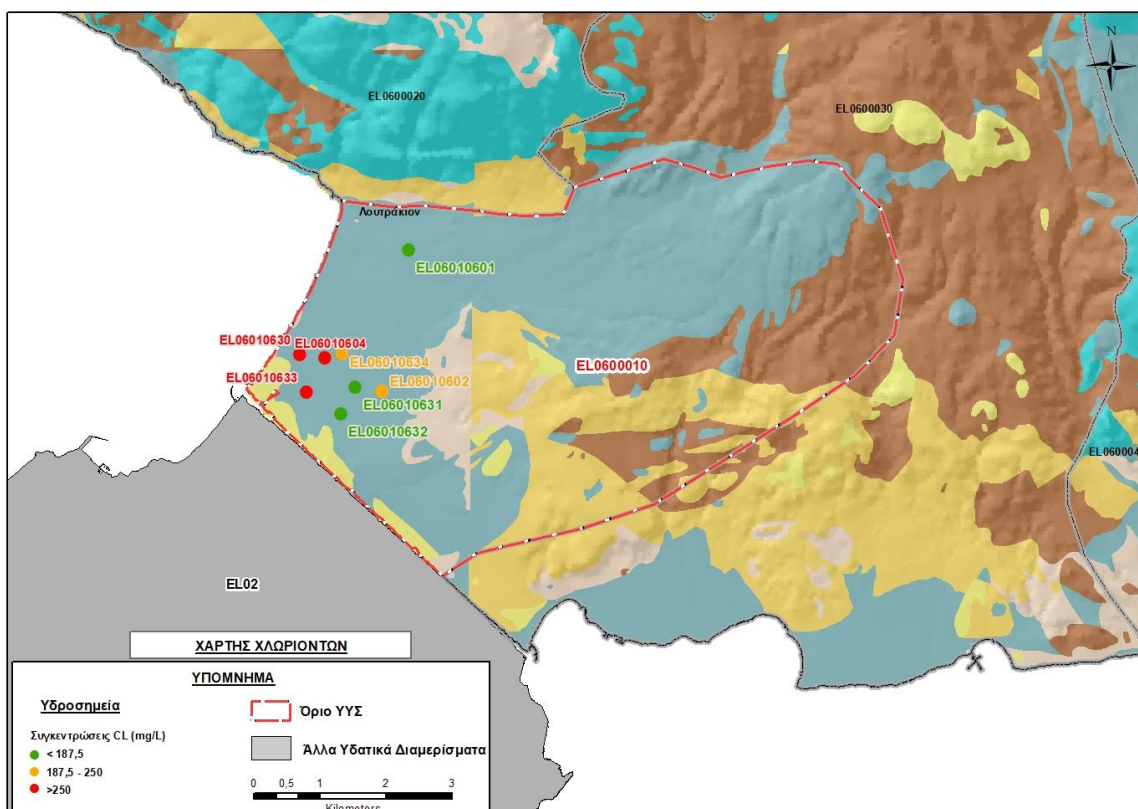 N
EL0600020
EL0600030
Λουτράκιον
EL06010601
EL06010630
EL06010604
EL06010634
EL0600010
EL06010633
EL06010602
EL06010631
EL06010632
EL060004
EL02
ΧΑΡΤΗΣ ΧΛΩΡΙΟΝΤΩΝ
ΥΠΟΜΝΗΜΑ
Υδροσημεία
Όριο ΥΥΣ
Συγκεντρώσεις CL (mg/L)
< 187,5
187,5 - 250
>250
Άλλα Υδατικά Διαμερίσματα
0 0,5 1 2 3
Kilometers